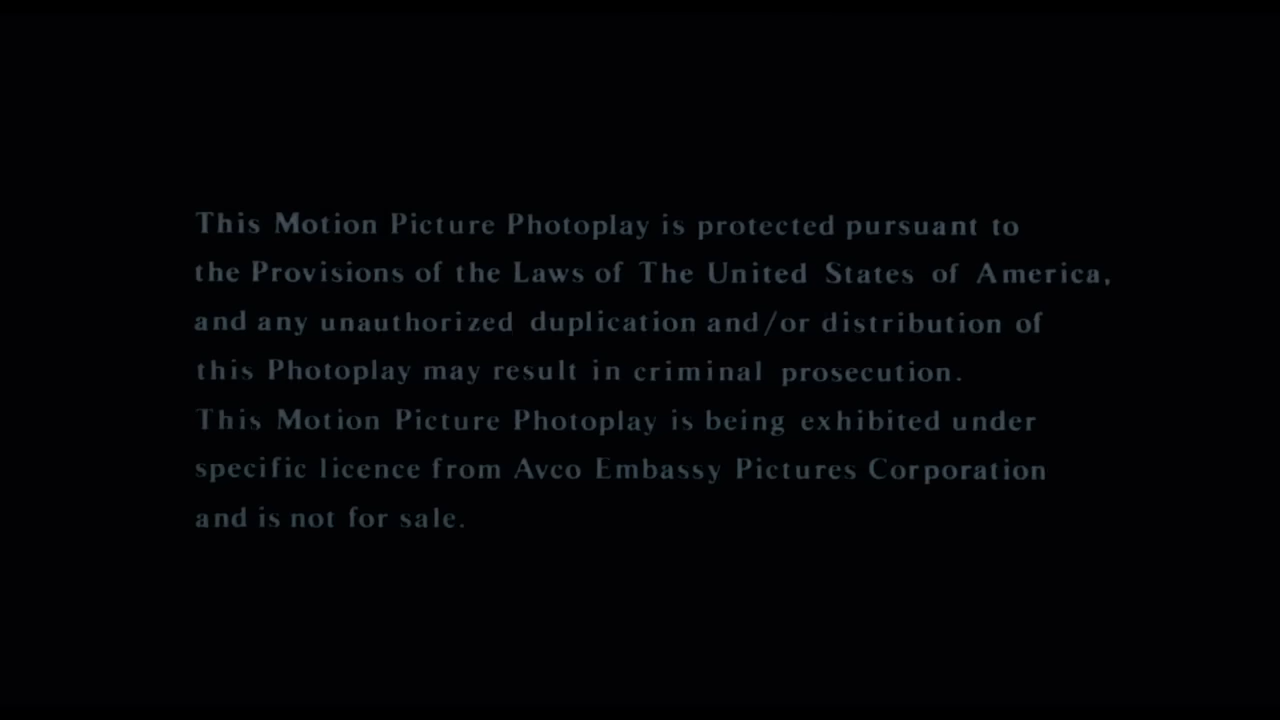 This Motion Picture Photoplay is protected pursuant to
the Provisions of the Laws of The United States of America,
and any unauthorized duplication and/or distribution of
this Photoplay may result in criminal prosecution.
This Motion Picture Photoplay is being exhibited under
specific licence from Avco Embassy Pictures Corporation
and is not for sale.